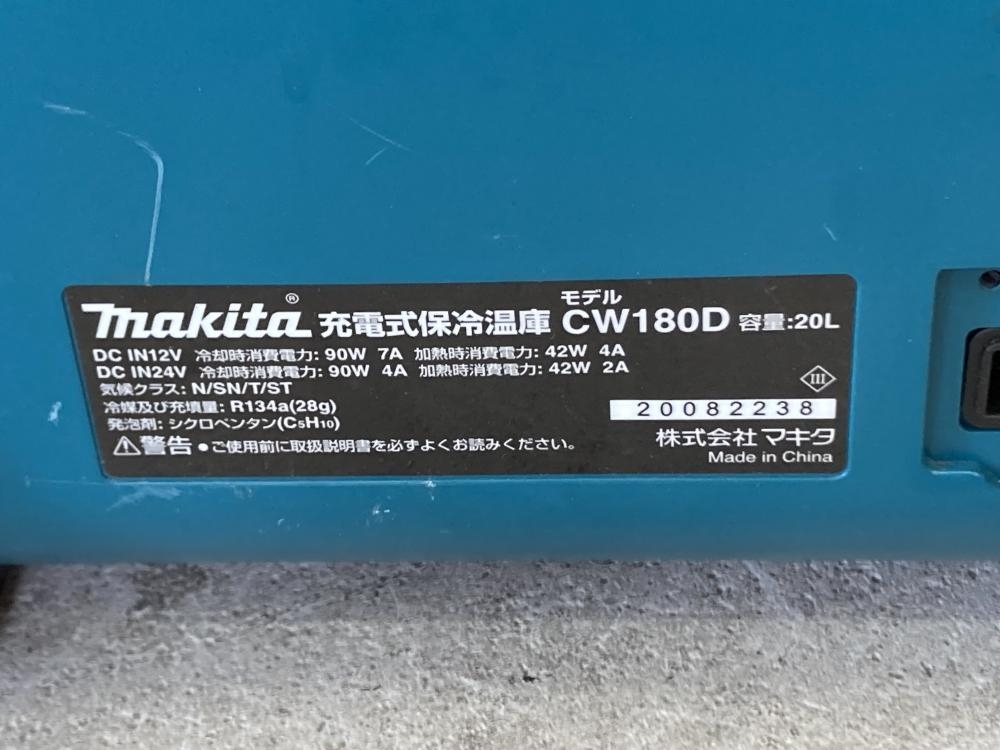 makita® 充電式保冷温庫 モデル CW180D 容量:20L
DC IN12V 冷却時消費電力: 90W 7A 加熱時消費電力: 42W 4A
DC IN24V 冷却時消費電力: 90W 4A 加熱時消費電力: 42W 2A
気候クラス: N/SN/T/ST
冷媒及び充填量: R134a(28g)
発泡剤: シクロペンタン(C₅H₁₀)
III
20082238
⚠警告 ●ご使用前に取扱説明書を必ずよくお読みください。
株式会社 マキタ
Made in China